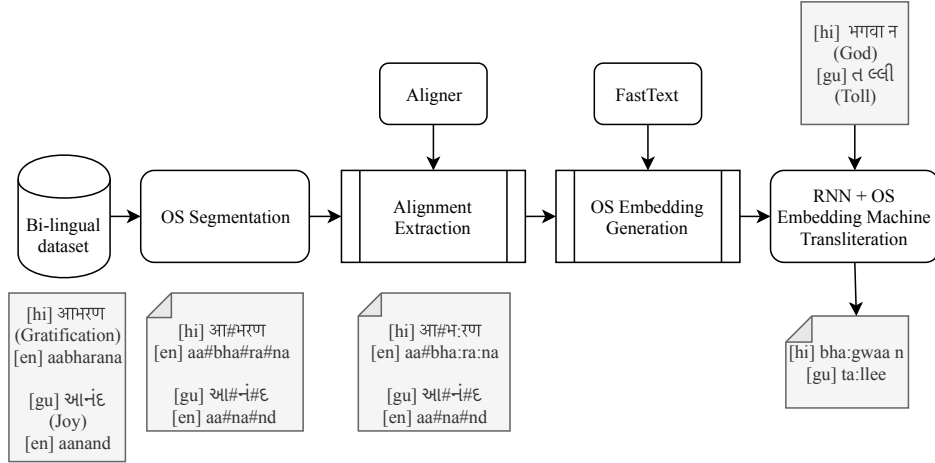 [hi] भगवा न
(God)
[gu] ત લ્લી
(Toll)
Aligner
FastText
Bi-lingual
dataset
OS Segmentation
Alignment
Extraction
OS Embedding
Generation
RNN + OS
Embedding Machine
Transliteration
[hi] आभरण
(Gratification)
[en] aabharana
[gu] આનંદ
(Joy)
[en] aanand
[hi] आ#भरण
[en] aa#bha#ra#na
[gu] આ#નં#દ
[en] aa#na#nd
[hi] आ#भ:रण
[en] aa#bha:ra:na
[gu] આ#નં#દ
[en] aa#na#nd
[hi] bha:gwaa n
[gu] ta:llee